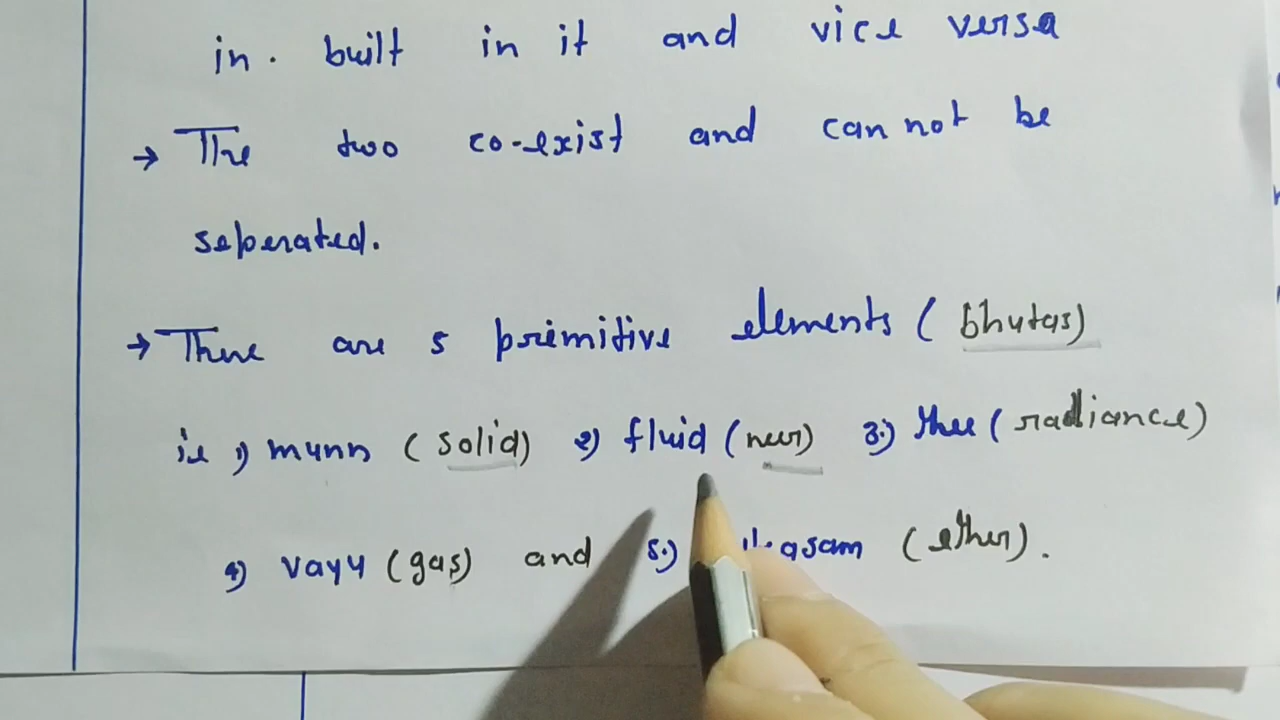 in. built in it and vice versa
→ The two co-exist and can not be
seperated.
→ There are 5 primitive elements (bhutas)
ie 1) munn (solid) 2) fluid (neer) 3.) thee (radiance)
4) vayu (gas) and 5.) (ether).